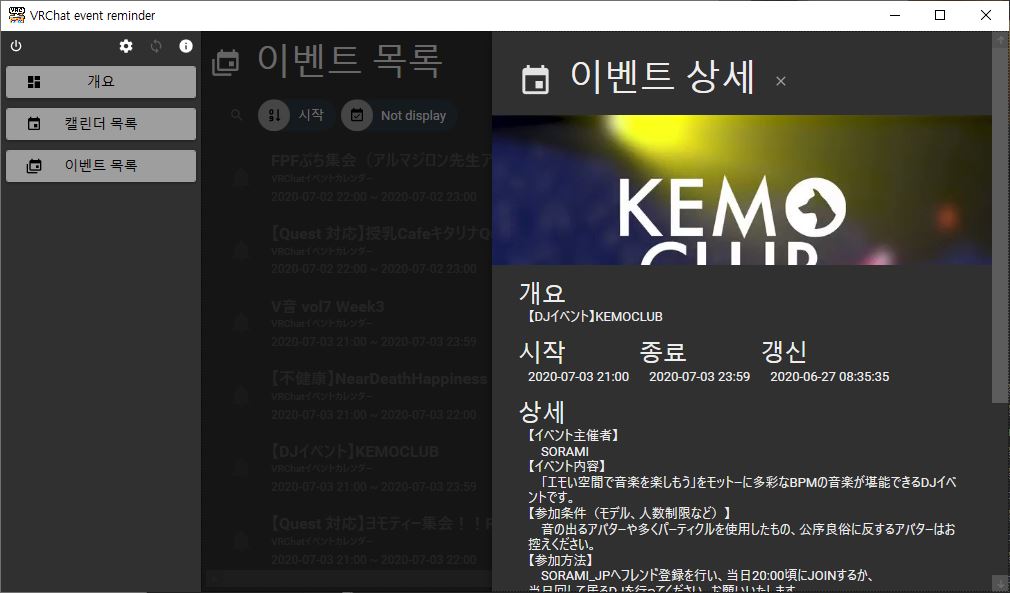 VRChat event reminder
개요
캘린더 목록
이벤트 목록
이벤트 목록
시작
Not display
FPFぷち集会（アルマジロン先生ア
VRChatイベントカレンダー
2020-07-02 22:00 ~ 2020-07-02 23:00
【Quest 対応】授乳CafeキタリナQ
VRChatイベントカレンダー
2020-07-02 22:00 ~ 2020-07-02 23:00
V音 vol7 Week3
VRChatイベントカレンダー
2020-07-03 21:00 ~ 2020-07-03 23:59
【不健康】NearDeathHappiness
VRChatイベントカレンダー
2020-07-03 21:00 ~ 2020-07-03 22:00
【DJイベント】KEMOCLUB
VRChatイベントカレンダー
2020-07-03 21:00 ~ 2020-07-03 23:59
【Quest 対応】ヨモティー集会！！F
VRChatイベントカレンダー
2020-07-03 21:00 ~ 2020-07-03 22:00
이벤트 상세
KEMO
CLUB
개요
【DJイベント】KEMOCLUB
시작 종료 갱신
2020-07-03 21:00 2020-07-03 23:59 2020-06-27 08:35:35
상세
【イベント主催者】
SORAMI
【イベント内容】
「エモい空間で音楽を楽しもう」をモットーに多彩なBPMの音楽が堪能できるDJイベ
ントです。
【参加条件（モデル、人数制限など）】
音の出るアバターや多くパーティクルを使用したもの、公序良俗に反するアバターはお
控えください。
【参加方法】
SORAMI_JPへフレンド登録を行い、当日20:00頃にJOINするか、